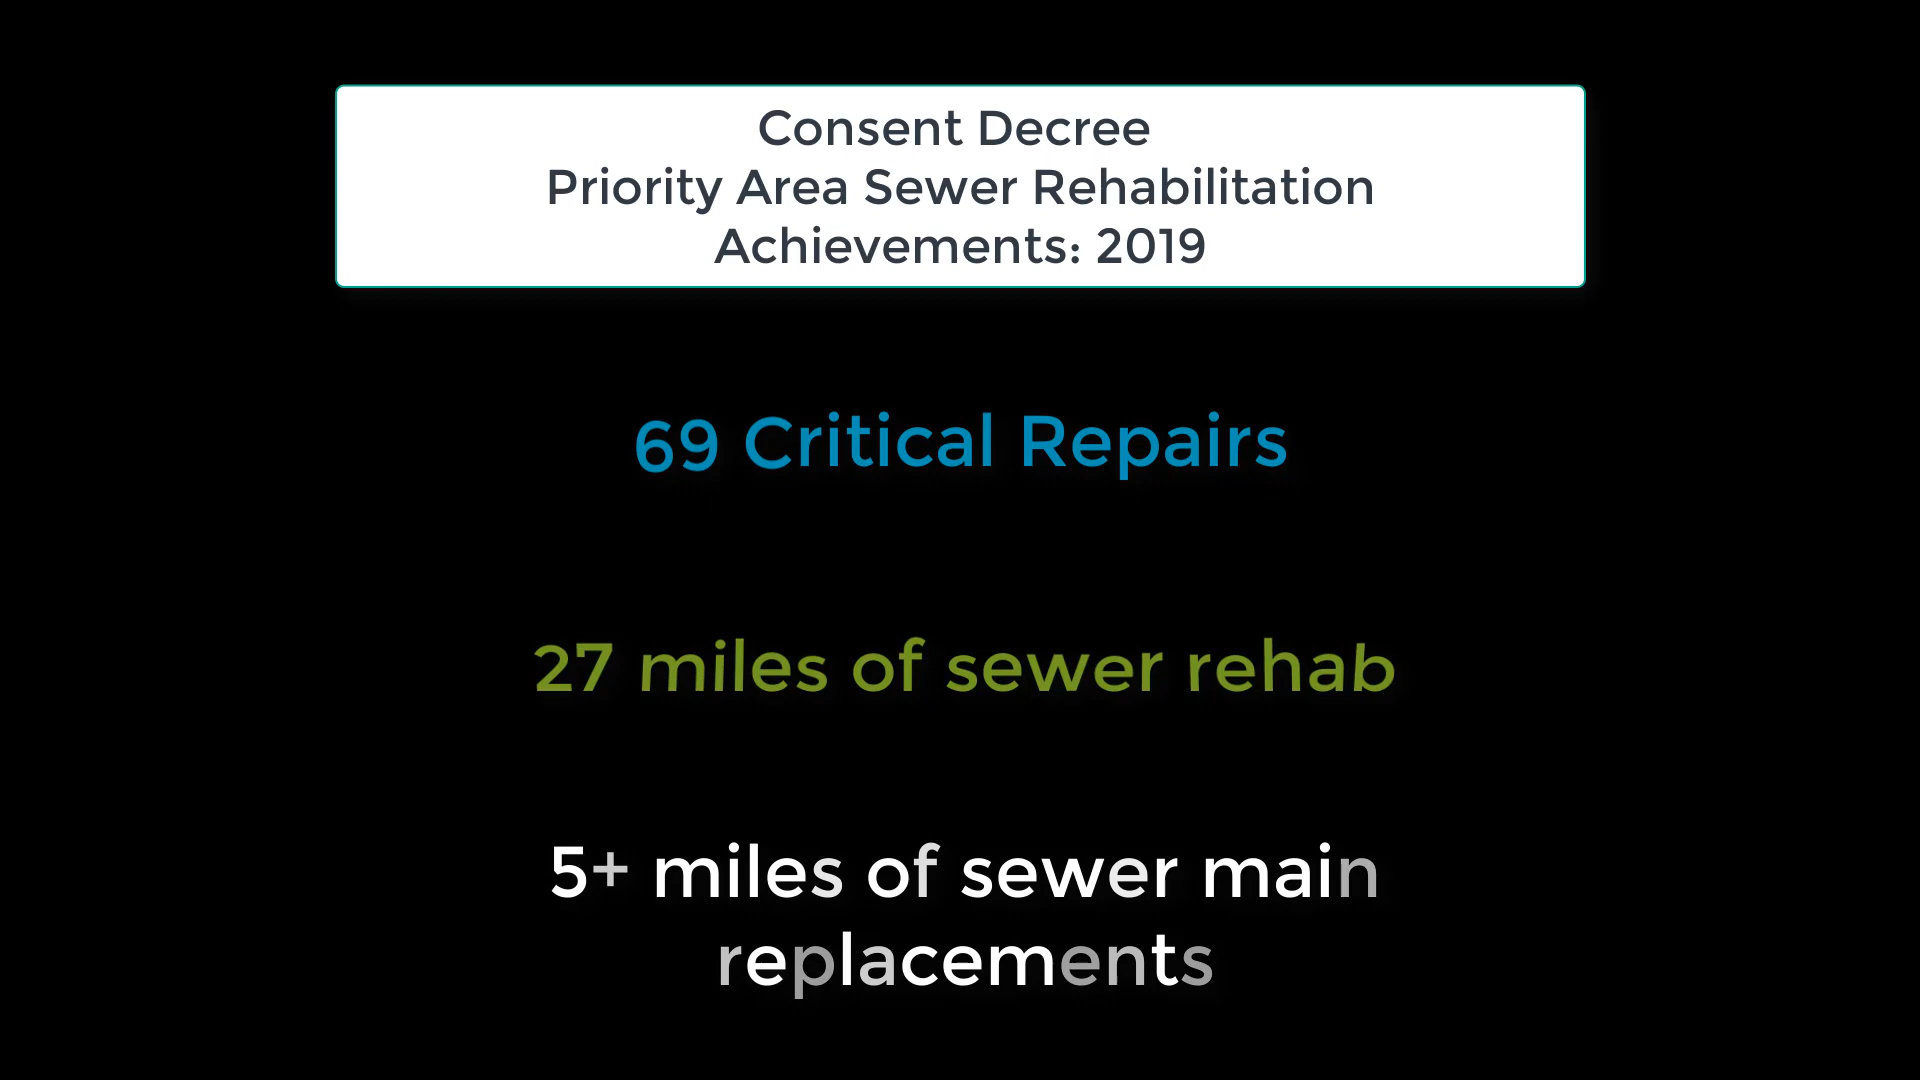 Consent Decree
Priority Area Sewer Rehabilitation
Achievements: 2019
69 Critical Repairs
27 miles of sewer rehab
5+ miles of sewer main
replacements